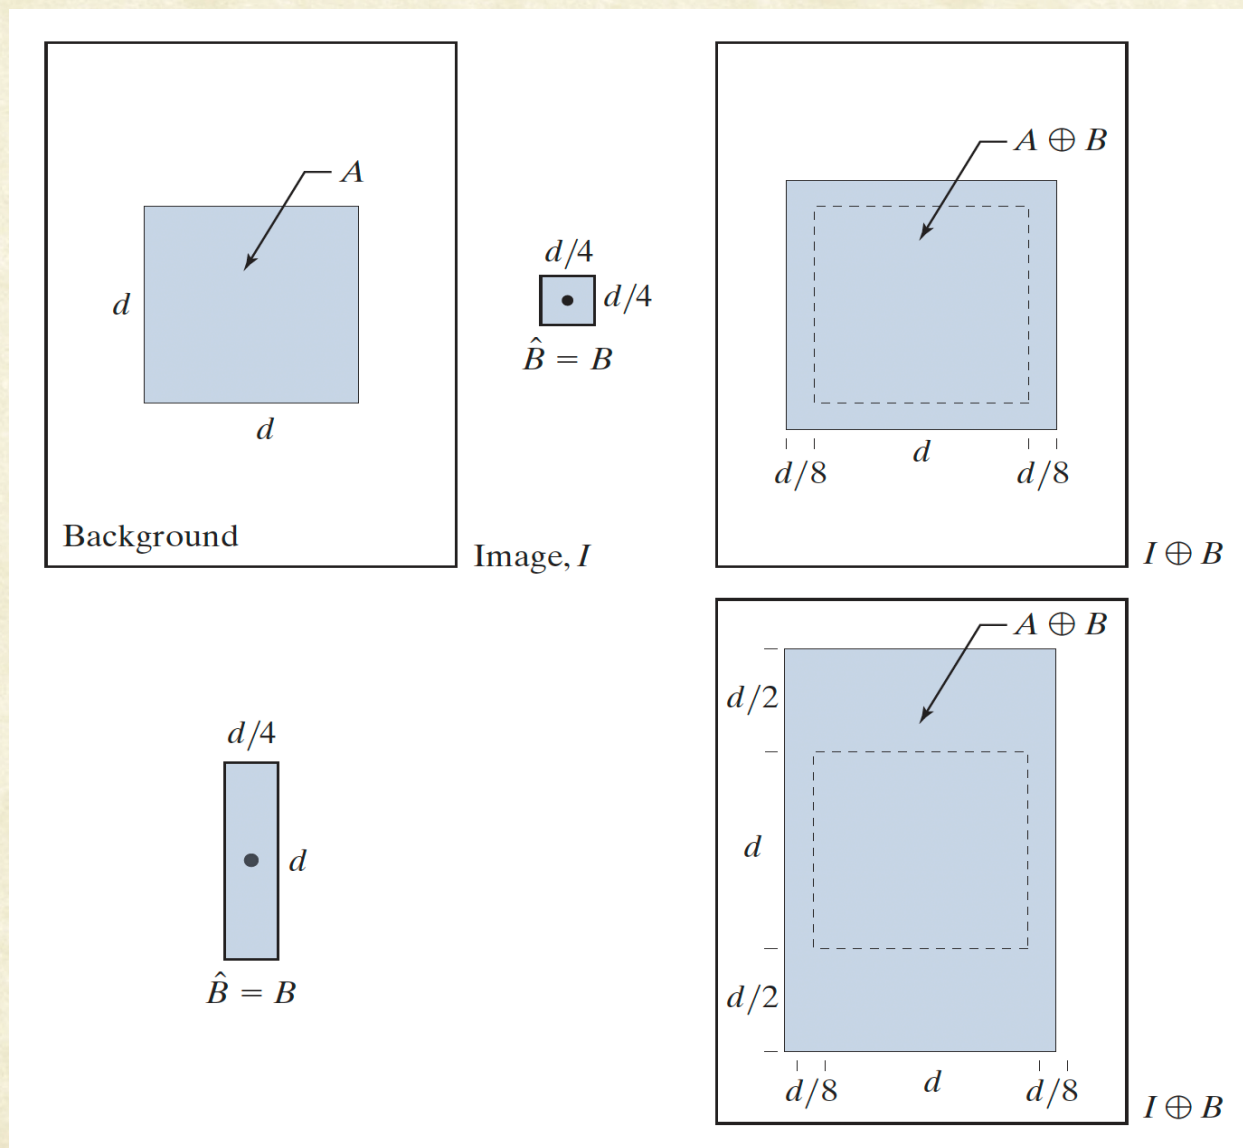 A
d
d
Background
Image, I
d/4
d/4
B̂ = B
A ⊕ B
d
d/8
d/8
I ⊕ B
d/4
d
B̂ = B
A ⊕ B
d/2
d
d/2
d/8
d
d/8
I ⊕ B